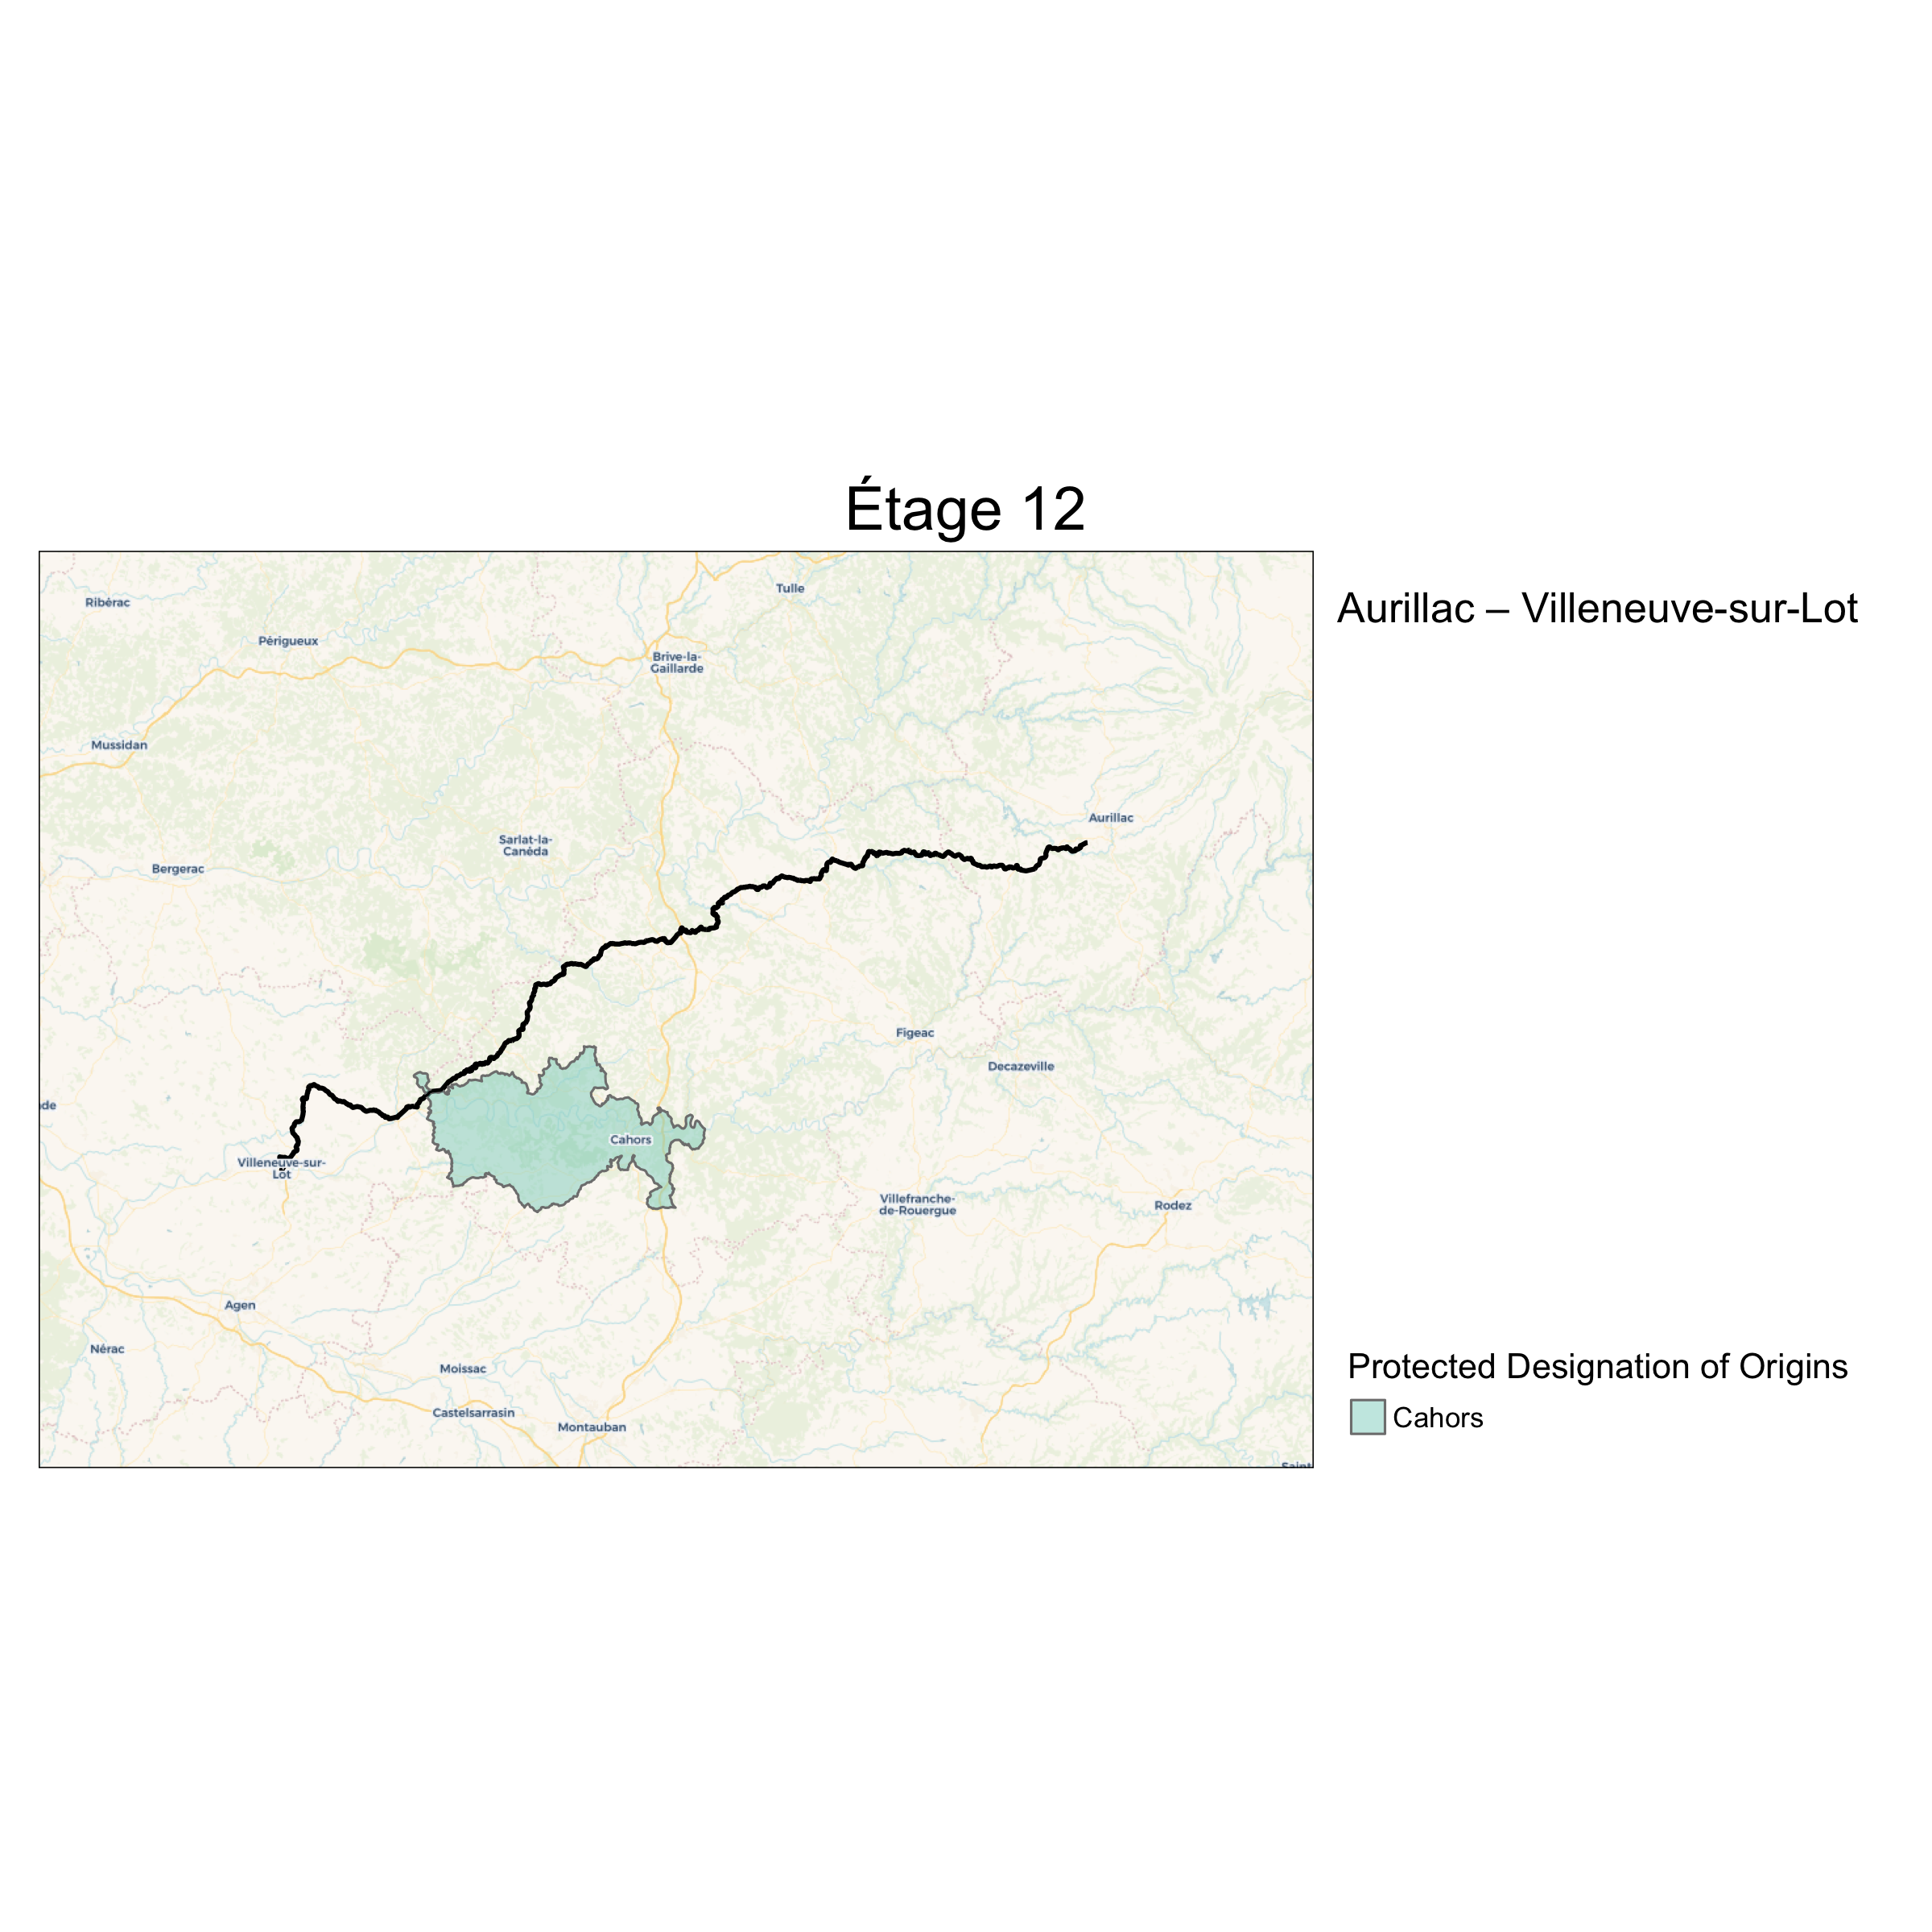 Étage 12
Aurillac – Villeneuve-sur-Lot
Tulle
Ribérac
Périgueux
Brive-la-
Gaillarde
Mussidan
Aurillac
Sarlat-la-
Canéda
Bergerac
Figeac
Decazeville
de
Cahors
Villeneuve-sur-
Lot
Villefranche-
de-Rouergue
Rodez
Agen
Nérac
Moissac
Castelsarrasin
Montauban
Saint
Protected Designation of Origins
Cahors